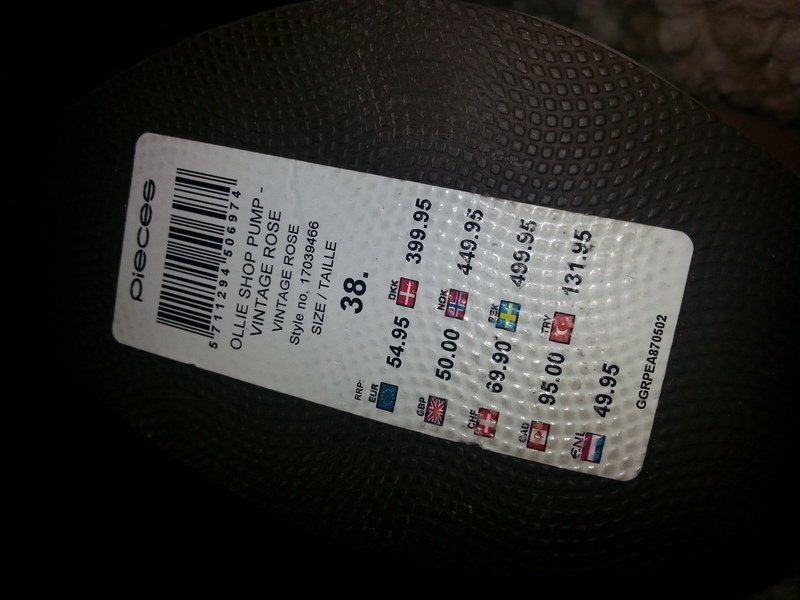 pieces
5 711294 506974
OLLIE SHOP PUMP -
VINTAGE ROSE
VINTAGE ROSE
Style no. 17039466
SIZE / TAILLE
38.
RRP:
EUR 54.95 DKK 399.95
GBP 50.00 NOK 449.95
CHF 69.90 SEK 499.95
CAD 95.00 TRY 131.95
€NL 49.95
GGRPEA870502